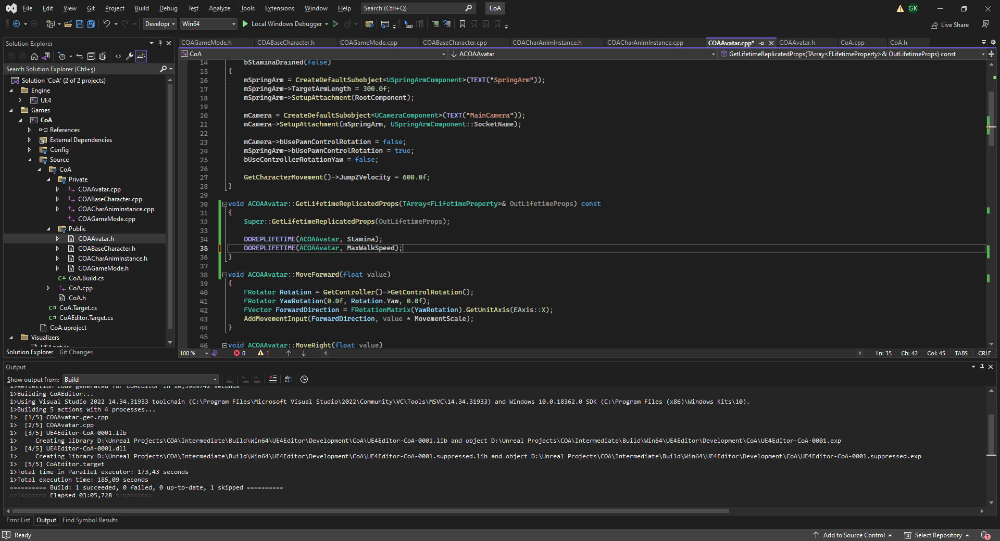 File Edit View Git Project Build Debug Test Analyze Tools Extensions Window Help Search (Ctrl+Q) CoA GK
Develop Win64 Local Windows Debugger Live Share
Solution Explorer
Search Solution Explorer (Ctrl+ş)
Solution 'CoA' (2 of 2 projects)
Engine
UE4
Games
CoA
References
External Dependencies
Config
Source
CoA
Private
COAAvatar.cpp
COABaseCharacter.cpp
COACharAnimInstance.cpp
COAGameMode.cpp
Public
COAAvatar.h
COABaseCharacter.h
COACharAnimInstance.h
COAGameMode.h
CoA.Build.cs
CoA.cpp
CoA.h
CoA.Target.cs
CoAEditor.Target.cs
CoA.uproject
Visualizers
UE4.natvis
Solution Explorer Git Changes
COAGameMode.h COABaseCharacter.h COAGameMode.cpp COABaseCharacter.cpp COACharAnimInstance.h COACharAnimInstance.cpp COAAvatar.cpp* COAAvatar.h CoA.cpp CoA.h
CoA ACOAAvatar GetLifetimeReplicatedProps(TArray<FLifetimeProperty>& OutLifetimeProps) const
14 bStaminaDrained(false)
15 {
16 mSpringArm = CreateDefaultSubobject<USpringArmComponent>(TEXT("SpringArm"));
17 mSpringArm->TargetArmLength = 300.0f;
18 mSpringArm->SetupAttachment(RootComponent);
19
20 mCamera = CreateDefaultSubobject<UCameraComponent>(TEXT("MainCamera"));
21 mCamera->SetupAttachment(mSpringArm, USpringArmComponent::SocketName);
22
23 mCamera->bUsePawnControlRotation = false;
24 mSpringArm->bUsePawnControlRotation = true;
25 bUseControllerRotationYaw = false;
26
27 GetCharacterMovement()->JumpZVelocity = 600.0f;
28 }
29
30 void ACOAAvatar::GetLifetimeReplicatedProps(TArray<FLifetimeProperty>& OutLifetimeProps) const
31 {
32 Super::GetLifetimeReplicatedProps(OutLifetimeProps);
33
34 DOREPLIFETIME(ACOAAvatar, Stamina);
35 DOREPLIFETIME(ACOAAvatar, MaxWalkSpeed);
36 }
37
38 void ACOAAvatar::MoveForward(float value)
39 {
40 FRotator Rotation = GetController()->GetControlRotation();
41 FRotator YawRotation(0.0f, Rotation.Yaw, 0.0f);
42 FVector ForwardDirection = FRotationMatrix(YawRotation).GetUnitAxis(EAxis::X);
43 AddMovementInput(ForwardDirection, value * MovementScale);
44 }
45
46 void ACOAAvatar::MoveRight(float value)
100 % 0 1 Ln: 35 Ch: 42 Col: 45 TABS CRLF
Output
Show output from: Build
1>Reflection code generated for CoAEditor in 10,5969742 seconds
1>Building CoAEditor...
1>Using Visual Studio 2022 14.34.31933 toolchain (C:\Program Files\Microsoft Visual Studio\2022\Community\VC\Tools\MSVC\14.34.31933) and Windows 10.0.18362.0 SDK (C:\Program Files (x86)\Windows Kits\10).
1>Building 5 actions with 4 processes...
1> [1/5] COAAvatar.gen.cpp
1> [2/5] COAAvatar.cpp
1> [3/5] UE4Editor-CoA-0001.lib
1> Creating library D:\Unreal Projects\COA\Intermediate\Build\Win64\UE4Editor\Development\CoA\UE4Editor-CoA-0001.lib and object D:\Unreal Projects\COA\Intermediate\Build\Win64\UE4Editor\Development\CoA\UE4Editor-CoA-0001.exp
1> [4/5] UE4Editor-CoA-0001.dll
1> Creating library D:\Unreal Projects\COA\Intermediate\Build\Win64\UE4Editor\Development\CoA\UE4Editor-CoA-0001.suppressed.lib and object D:\Unreal Projects\COA\Intermediate\Build\Win64\UE4Editor\Development\CoA\UE4Editor-CoA-0001.suppressed.exp
1> [5/5] CoAEditor.target
1>Total time in Parallel executor: 173,43 seconds
1>Total execution time: 185,09 seconds
========== Build: 1 succeeded, 0 failed, 0 up-to-date, 1 skipped ==========
========== Elapsed 03:05,728 ==========
Error List Output Find Symbol Results
Ready Add to Source Control Select Repository 1